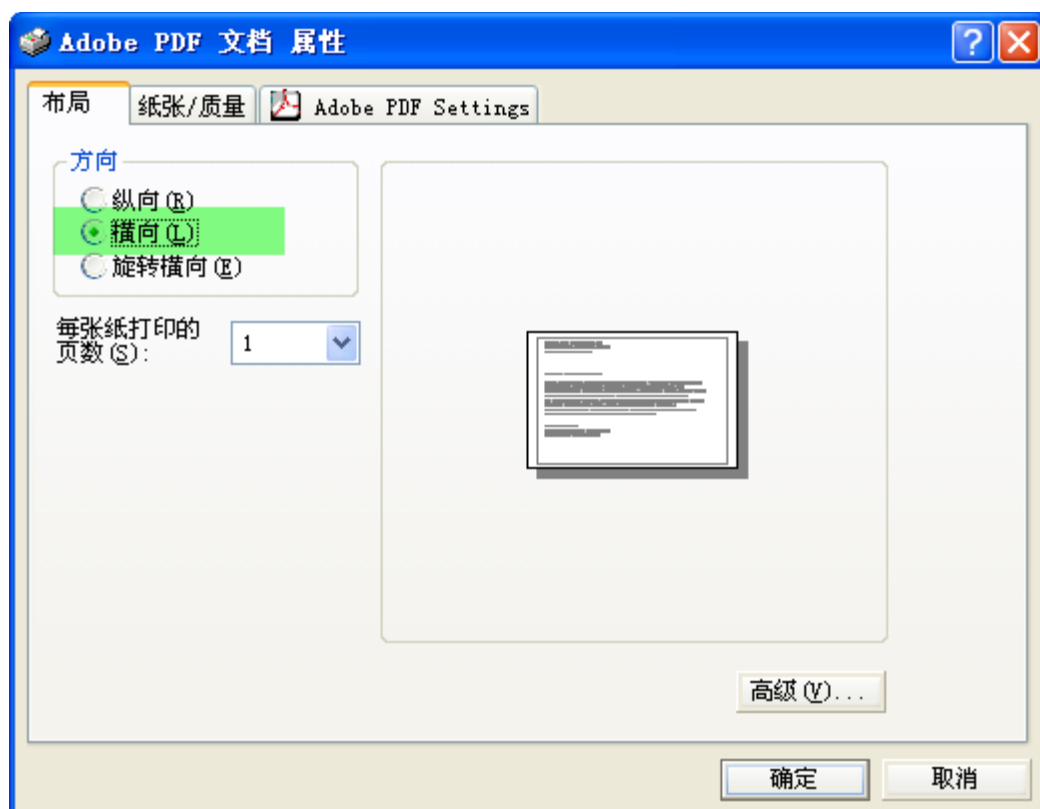 Adobe PDF 文档 属性
布局 纸张/质量 Adobe PDF Settings
方向
纵向(R)
横向(L)
旋转横向(E)
每张纸打印的
页数(S):
1
高级(V)...
确定 取消